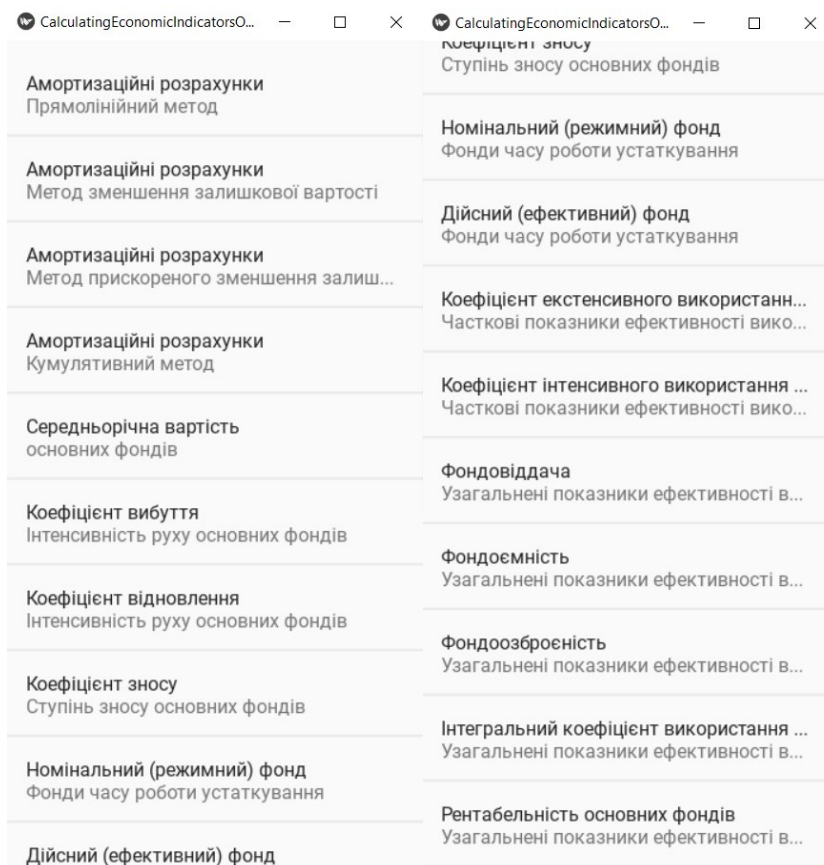 CalculatingEconomicIndicatorsO...
Амортизаційні розрахунки
Прямолінійний метод
Амортизаційні розрахунки
Метод зменшення залишкової вартості
Амортизаційні розрахунки
Метод прискореного зменшення залиш...
Амортизаційні розрахунки
Кумулятивний метод
Середньорічна вартість
основних фондів
Коефіцієнт вибуття
Інтенсивність руху основних фондів
Коефіцієнт відновлення
Інтенсивність руху основних фондів
Коефіцієнт зносу
Ступінь зносу основних фондів
Номінальний (режимний) фонд
Фонди часу роботи устаткування
Дійсний (ефективний) фонд
CalculatingEconomicIndicatorsO...
Коефіцієнт зносу
Ступінь зносу основних фондів
Номінальний (режимний) фонд
Фонди часу роботи устаткування
Дійсний (ефективний) фонд
Фонди часу роботи устаткування
Коефіцієнт екстенсивного використанн...
Часткові показники ефективності вико...
Коефіцієнт інтенсивного використання ...
Часткові показники ефективності вико...
Фондовіддача
Узагальнені показники ефективності в...
Фондоємність
Узагальнені показники ефективності в...
Фондоозброєність
Узагальнені показники ефективності в...
Інтегральний коефіцієнт використання ...
Узагальнені показники ефективності в...
Рентабельність основних фондів
Узагальнені показники ефективності в...